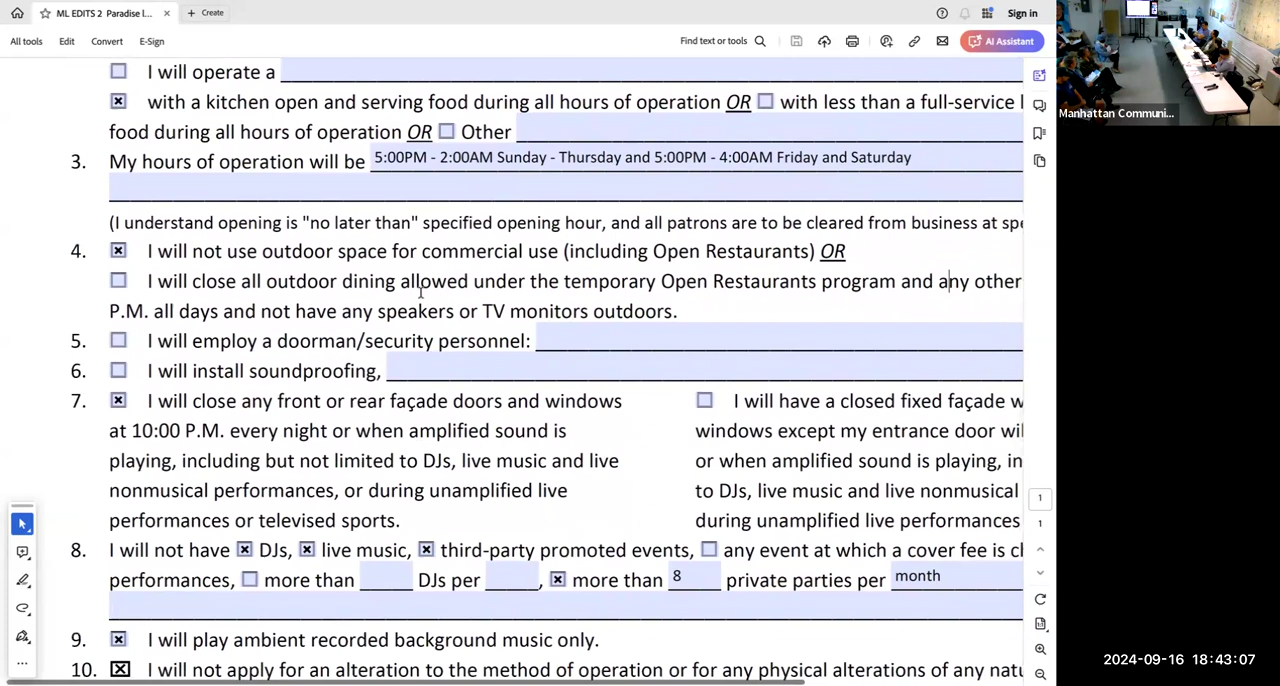 ML EDITS 2 Paradise l...
Create
Sign in
All tools
Edit
Convert
E-Sign
Find text or tools
AI Assistant
I will operate a
with a kitchen open and serving food during all hours of operation OR with less than a full-service
food during all hours of operation OR Other
3. My hours of operation will be 5:00PM - 2:00AM Sunday - Thursday and 5:00PM - 4:00AM Friday and Saturday
(I understand opening is "no later than" specified opening hour, and all patrons are to be cleared from business at spe
4. I will not use outdoor space for commercial use (including Open Restaurants) OR
I will close all outdoor dining allowed under the temporary Open Restaurants program and any other
P.M. all days and not have any speakers or TV monitors outdoors.
5. I will employ a doorman/security personnel:
6. I will install soundproofing,
7. I will close any front or rear façade doors and windows
at 10:00 P.M. every night or when amplified sound is
playing, including but not limited to DJs, live music and live
nonmusical performances, or during unamplified live
performances or televised sports.
I will have a closed fixed façade w
windows except my entrance door wil
or when amplified sound is playing, in
to DJs, live music and live nonmusical
during unamplified live performances
8. I will not have DJs, live music, third-party promoted events, any event at which a cover fee is ch
performances, more than DJs per , more than 8 private parties per month
9. I will play ambient recorded background music only.
10. I will not apply for an alteration to the method of operation or for any physical alterations of any natu
1
1
Manhattan Communi...
2024-09-16 18:43:07